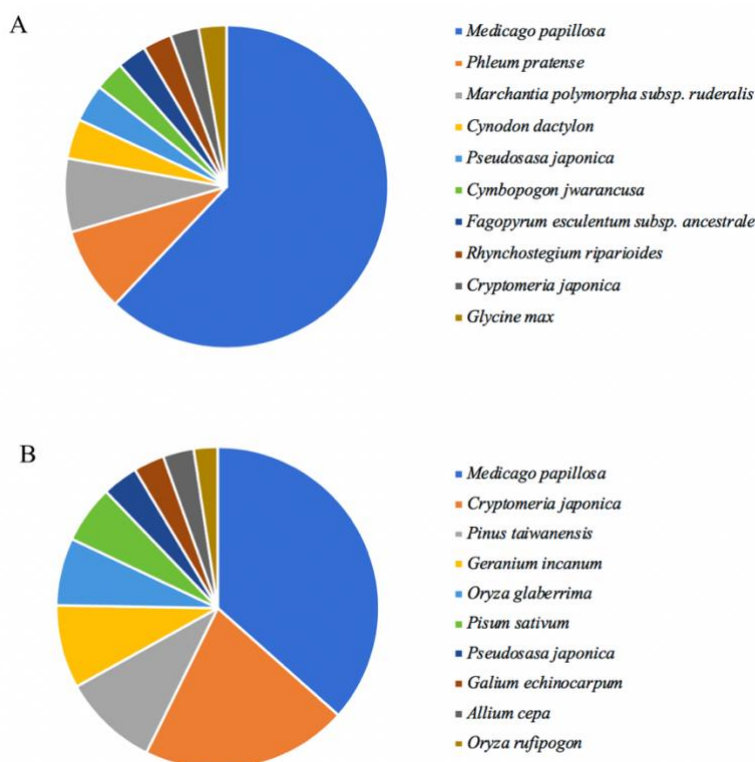 A
Medicago papillosa
Phleum pratense
Marchantia polymorpha subsp. ruderalis
Cynodon dactylon
Pseudosasa japonica
Cymbopogon jwarancusa
Fagopyrum esculentum subsp. ancestrale
Rhynchostegium riparioides
Cryptomeria japonica
Glycine max
B
Medicago papillosa
Cryptomeria japonica
Pinus taiwanensis
Geranium incanum
Oryza glaberrima
Pisum sativum
Pseudosasa japonica
Galium echinocarpum
Allium cepa
Oryza rufipogon